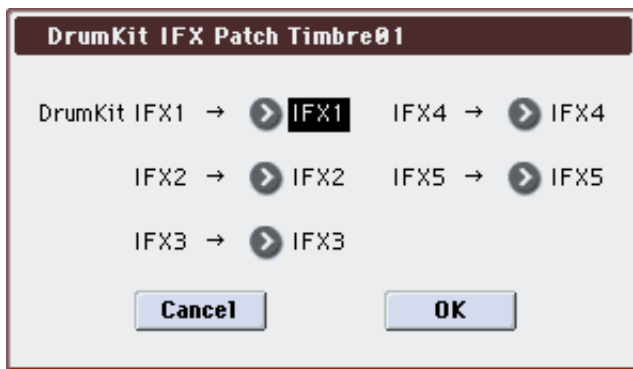 DrumKit IFX Patch Timbre01
DrumKit IFX1 → IFX1 IFX4 → IFX4
IFX2 → IFX2 IFX5 → IFX5
IFX3 → IFX3
Cancel OK